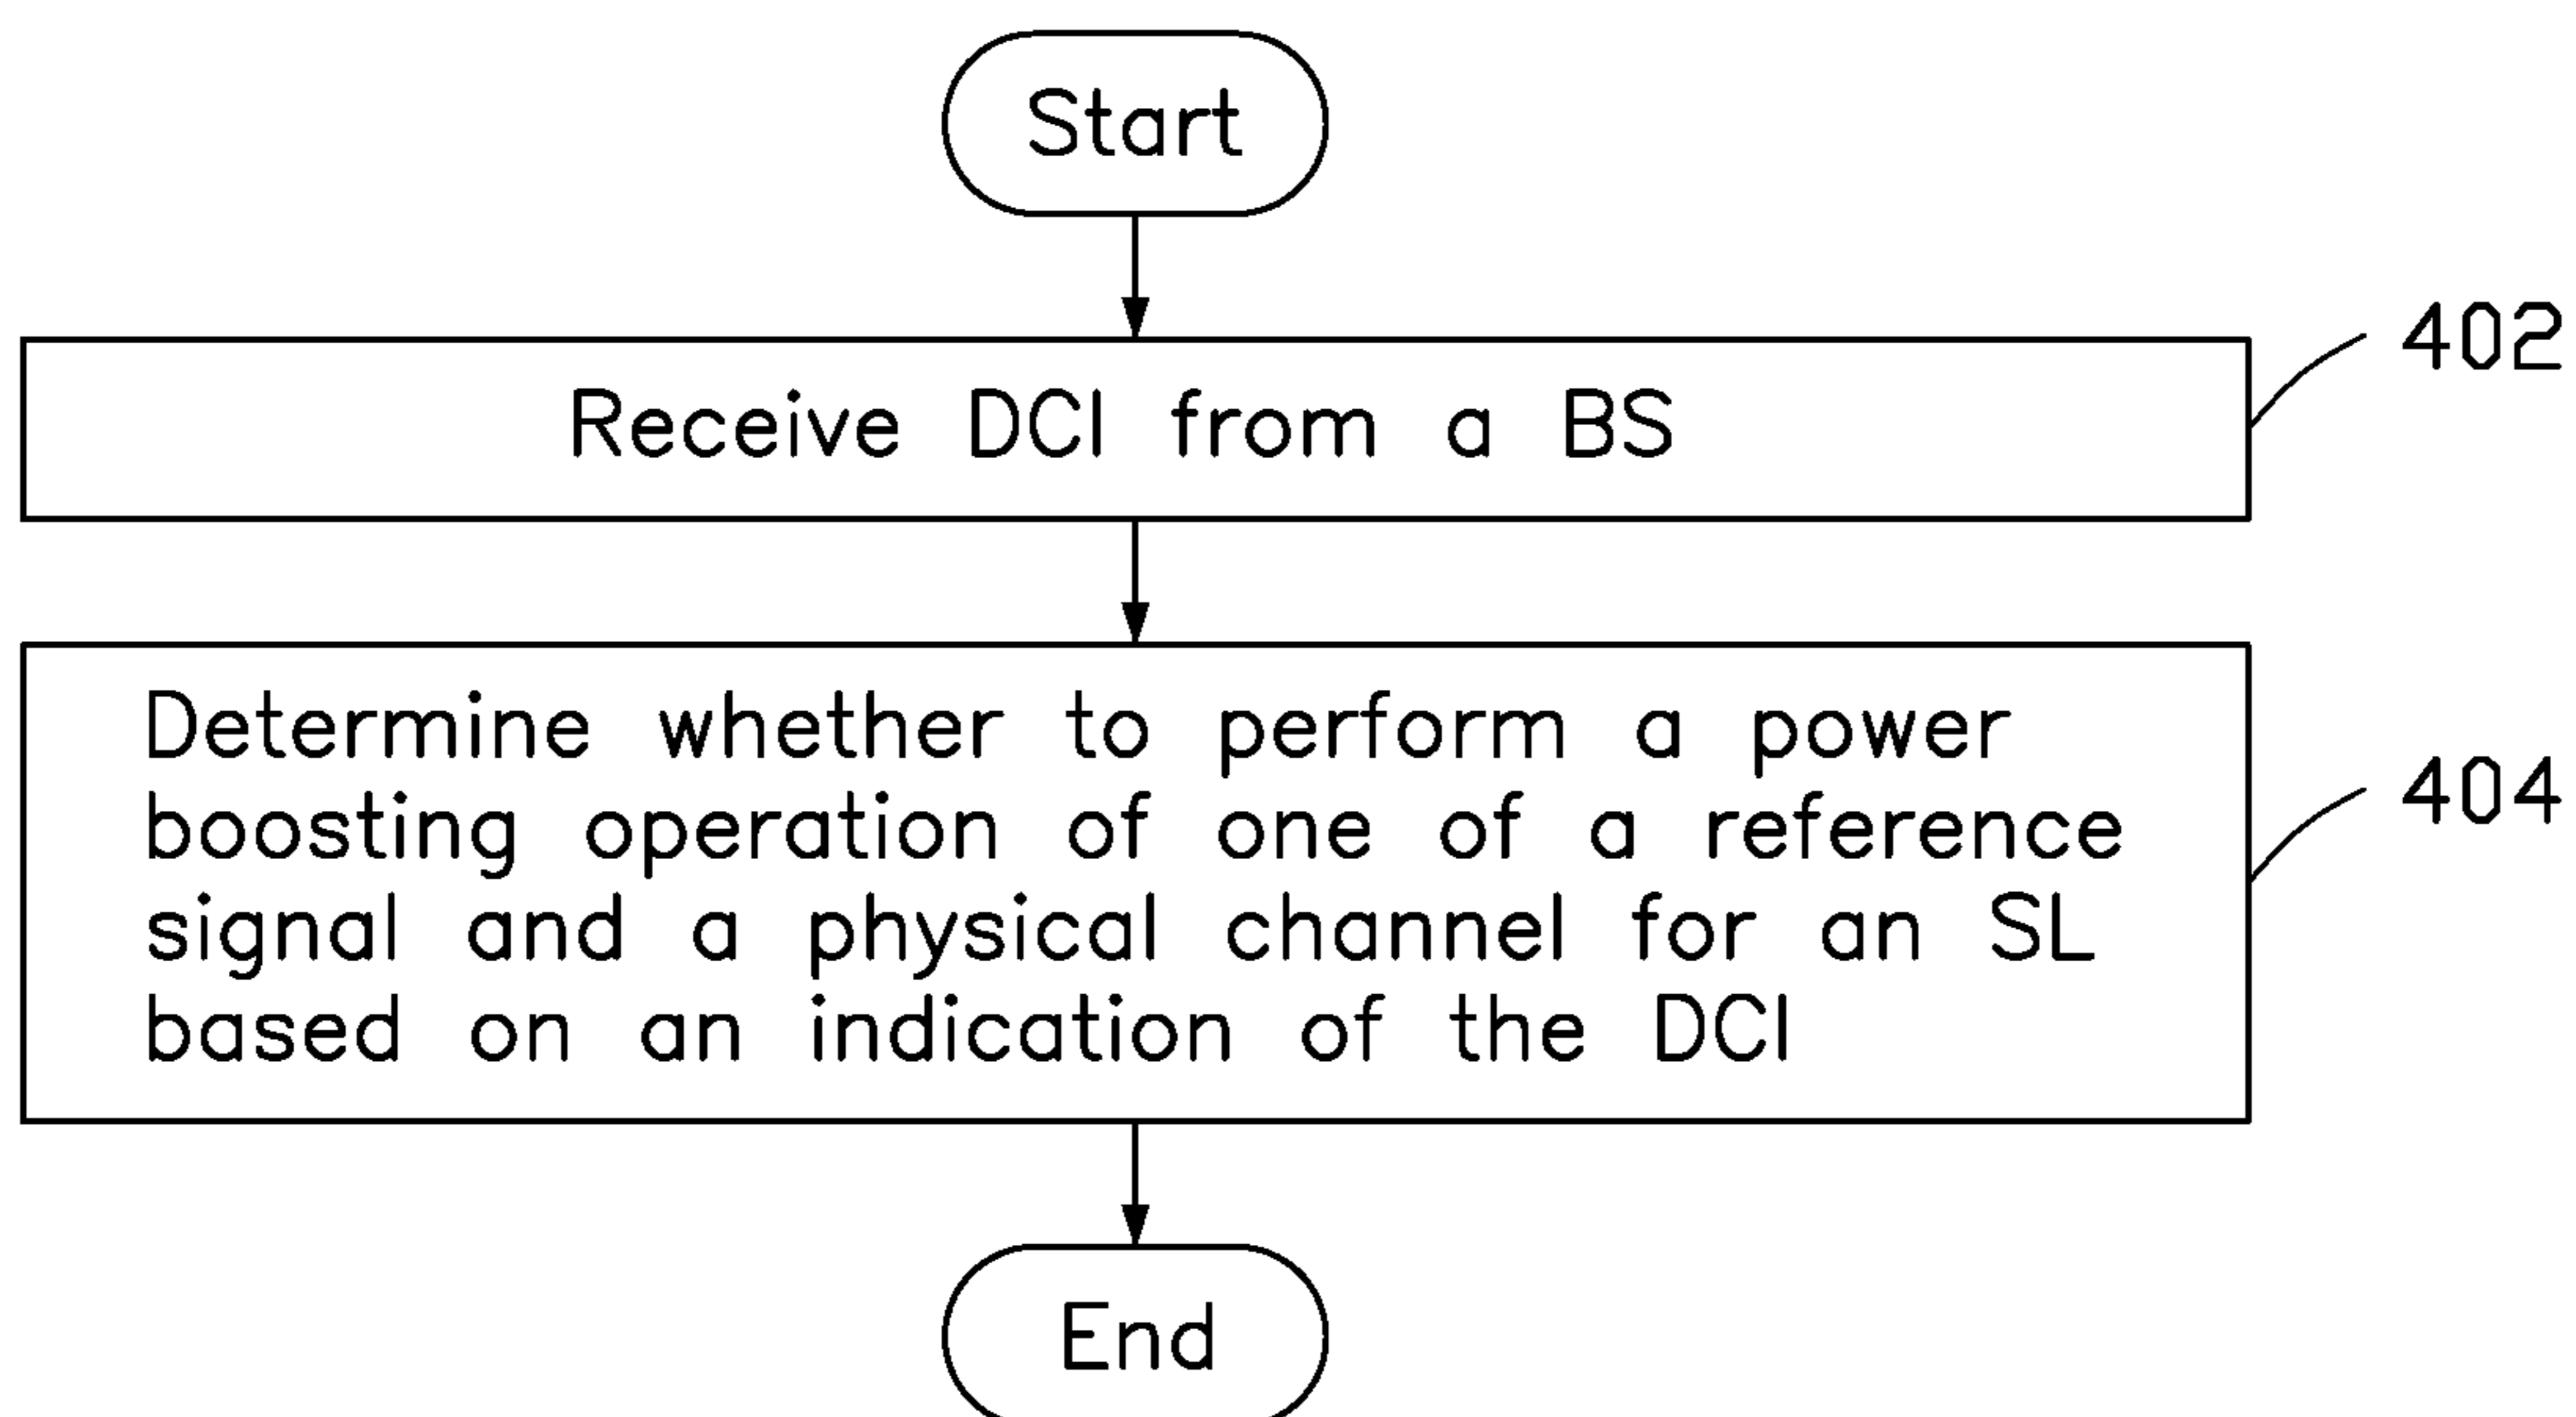 Start
Receive DCI from a BS
402
Determine whether to perform a power
boosting operation of one of a reference
signal and a physical channel for an SL
based on an indication of the DCI
404
End